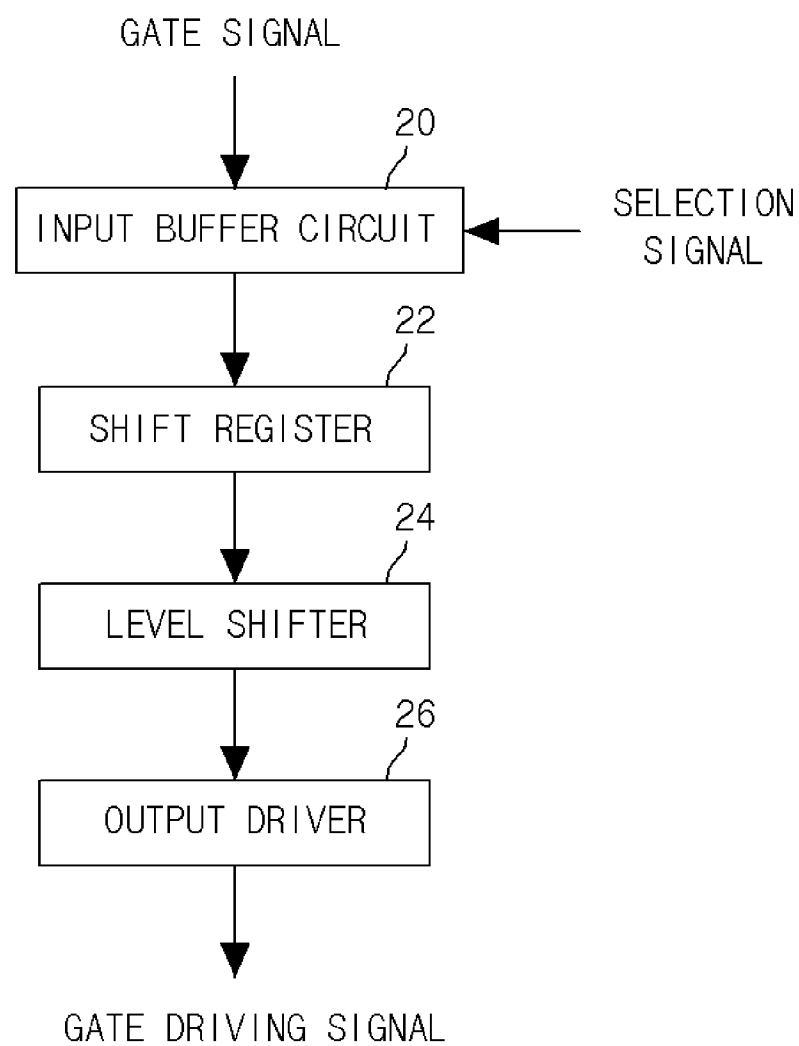 GATE SIGNAL
20
INPUT BUFFER CIRCUIT
SELECTION
SIGNAL
22
SHIFT REGISTER
24
LEVEL SHIFTER
26
OUTPUT DRIVER
GATE DRIVING SIGNAL